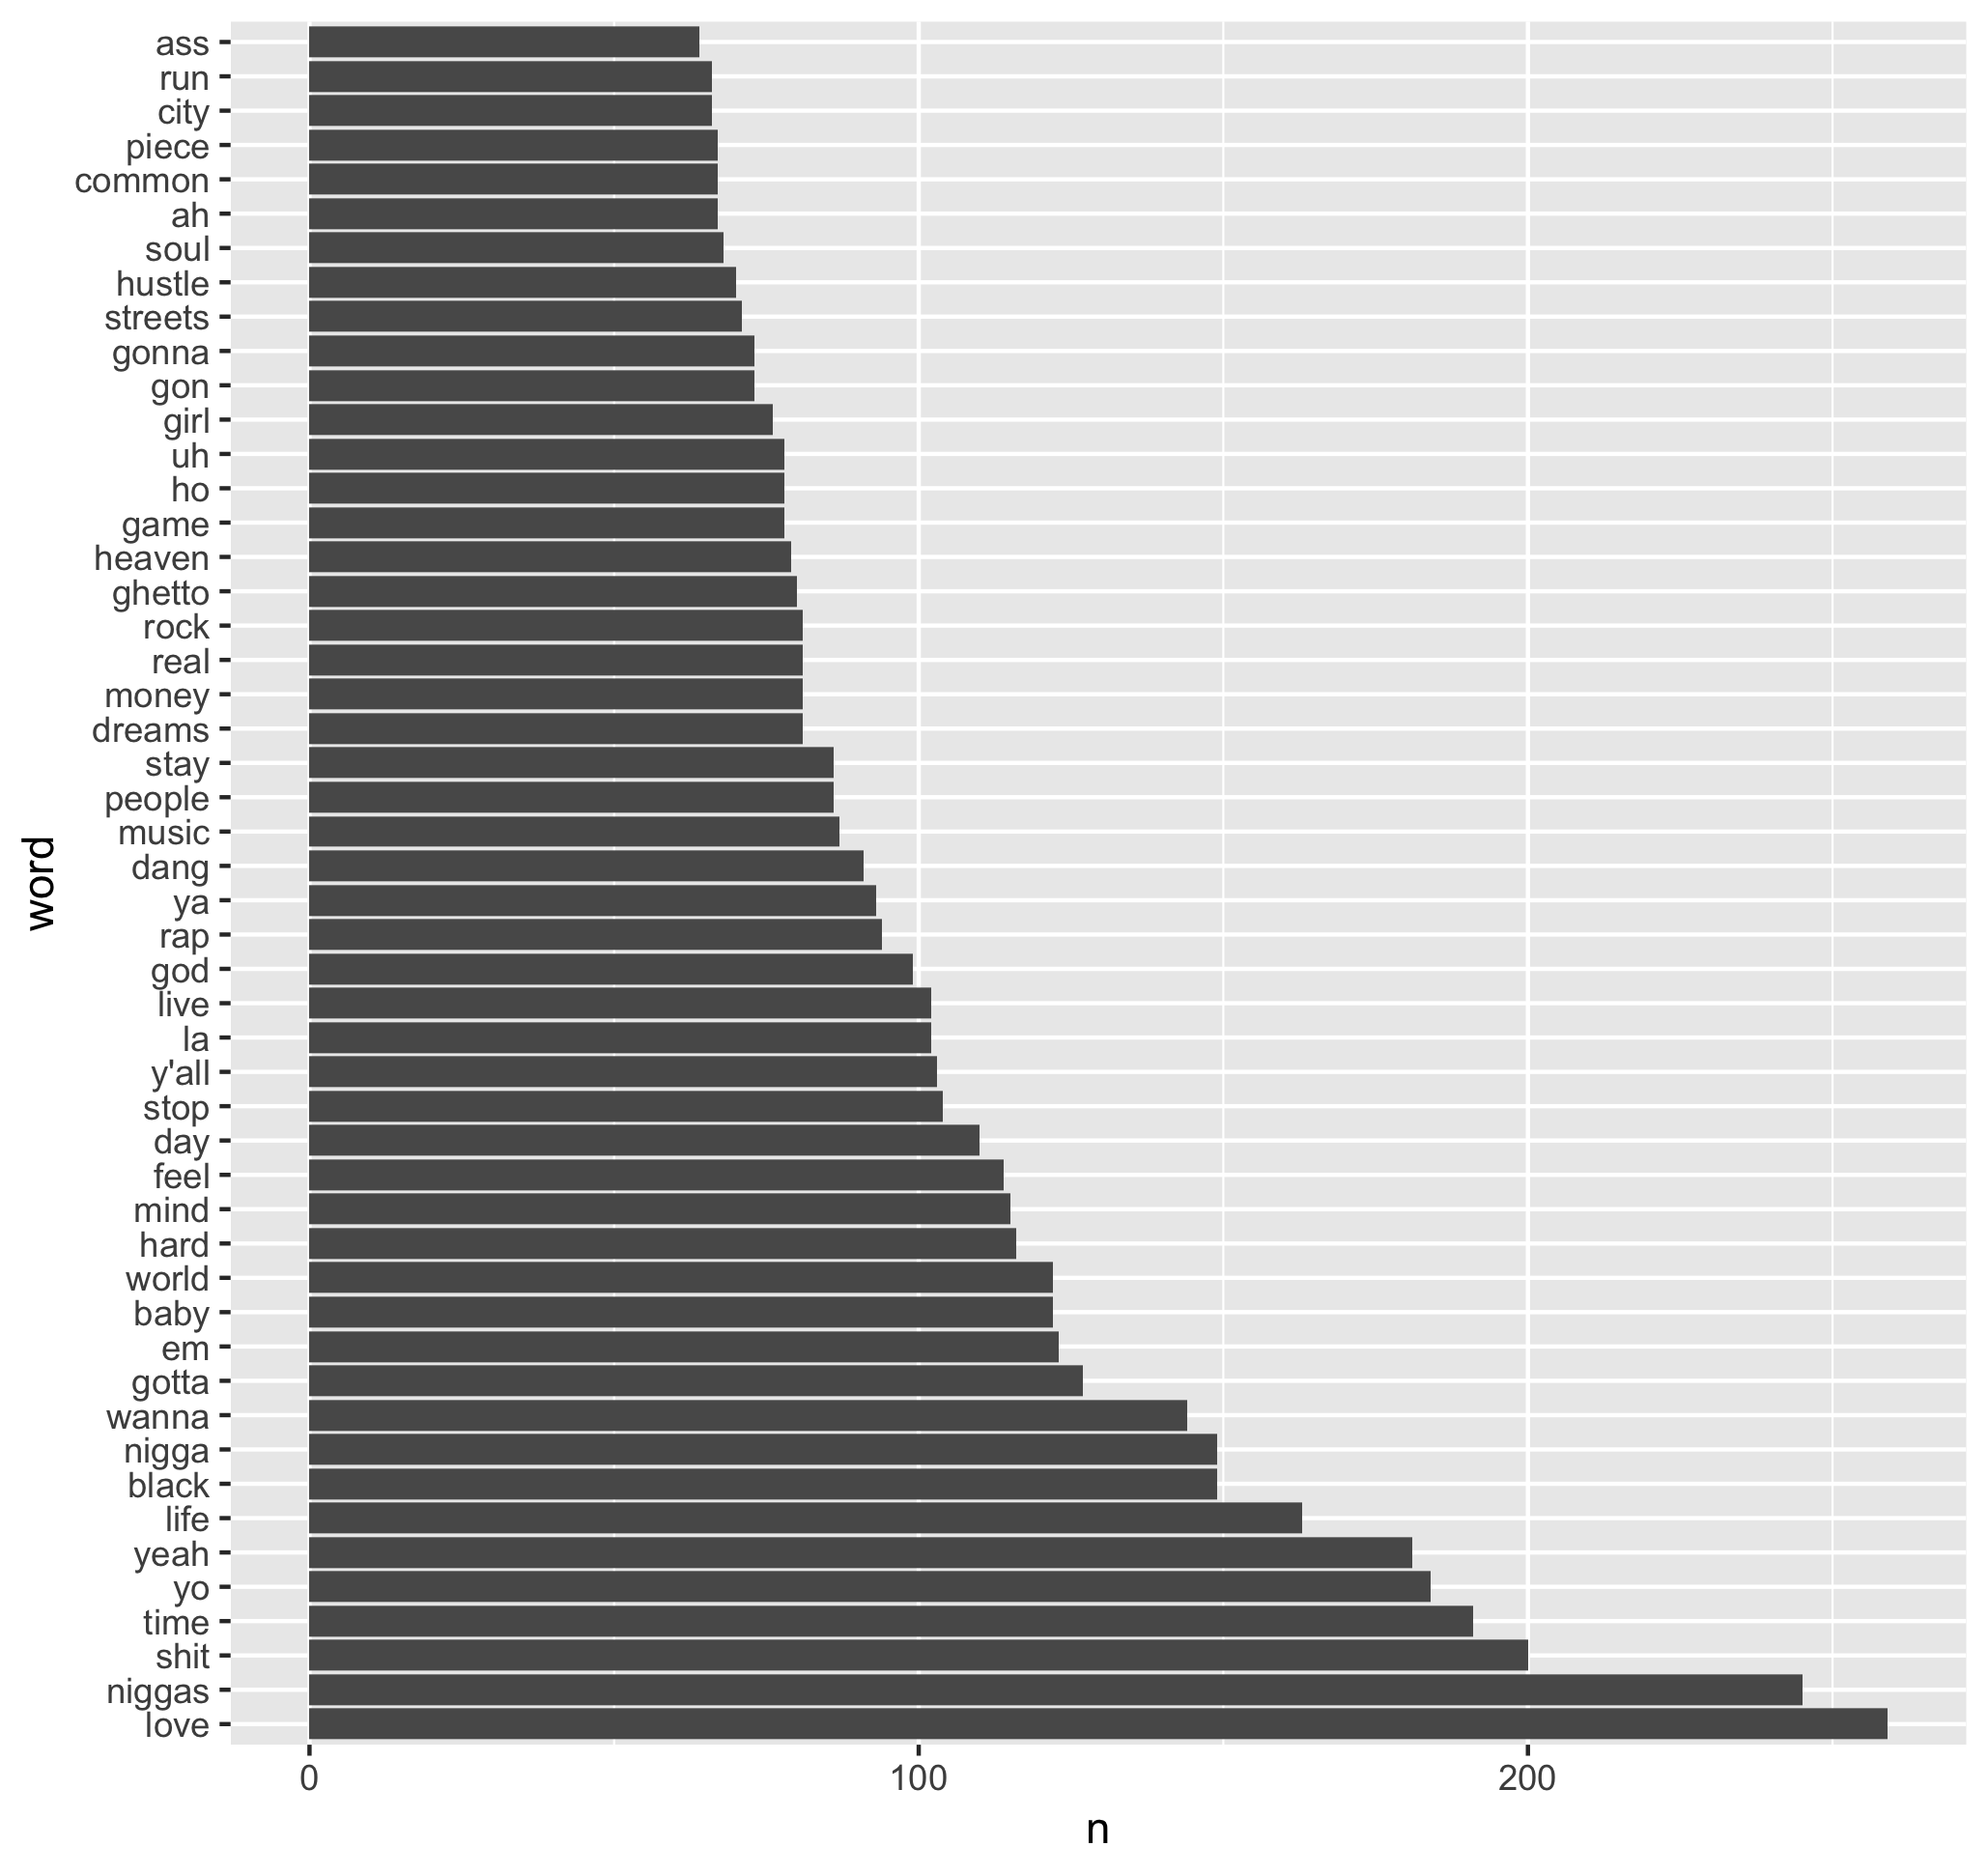 ass
run
city
piece
common
ah
soul
hustle
streets
gonna
gon
girl
uh
ho
game
heaven
ghetto
rock
real
money
dreams
stay
people
music
dang
ya
rap
god
live
la
y'all
stop
day
feel
mind
hard
world
baby
em
gotta
wanna
nigga
black
life
yeah
yo
time
shit
niggas
love
word
0 100 200
n